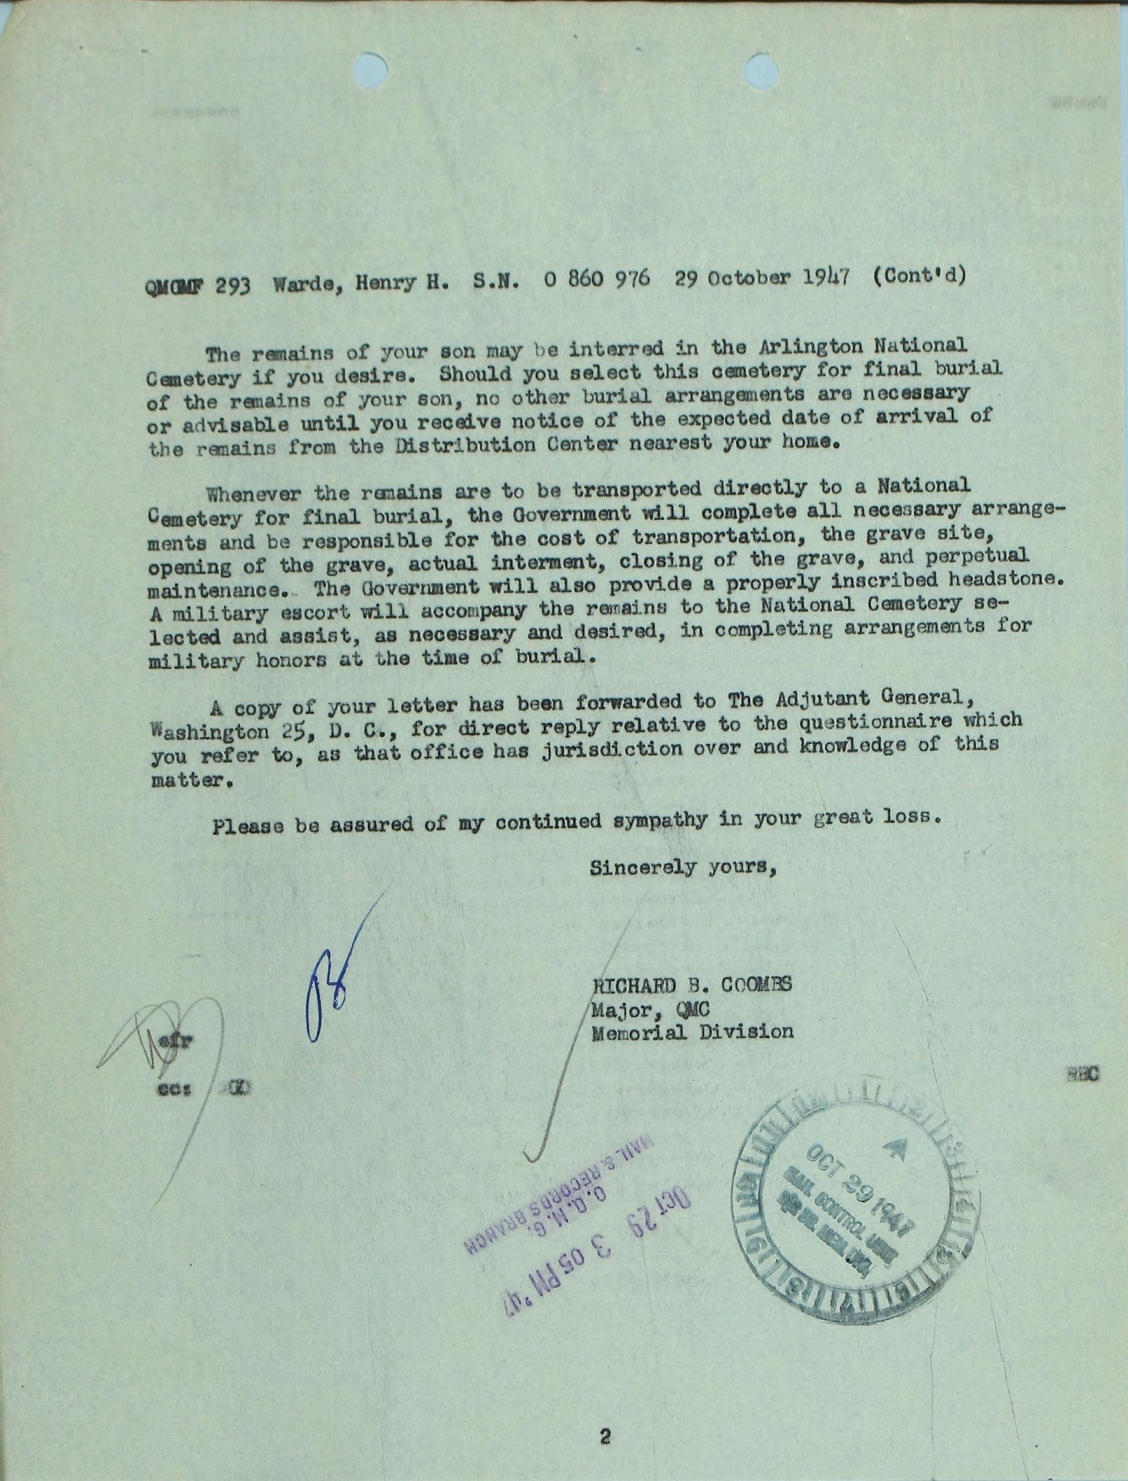 QMGMF 293 Warde, Henry H. S.N. 0 860 976 29 October 1947 (Cont'd)
The remains of your son may be interred in the Arlington National
Cemetery if you desire. Should you select this cemetery for final burial
of the remains of your son, no other burial arrangements are necessary
or advisable until you receive notice of the expected date of arrival of
the remains from the Distribution Center nearest your home.
Whenever the remains are to be transported directly to a National
Cemetery for final burial, the Government will complete all necessary arrange-
ments and be responsible for the cost of transportation, the grave site,
opening of the grave, actual interment, closing of the grave, and perpetual
maintenance. The Government will also provide a properly inscribed headstone.
A military escort will accompany the remains to the National Cemetery se-
lected and assist, as necessary and desired, in completing arrangements for
military honors at the time of burial.
A copy of your letter has been forwarded to The Adjutant General,
Washington 25, D. C., for direct reply relative to the questionnaire which
you refer to, as that office has jurisdiction over and knowledge of this
matter.
Please be assured of my continued sympathy in your great loss.
Sincerely yours,
RICHARD B. COOMBS
Major, QMC
Memorial Division
efr
cc:
RBC
OCT 29 1947
MAIL CONTROL UNIT
OCT 29 3 05 PM '47
O. Q. M. G.
MAIL & RECORDS BRANCH
2